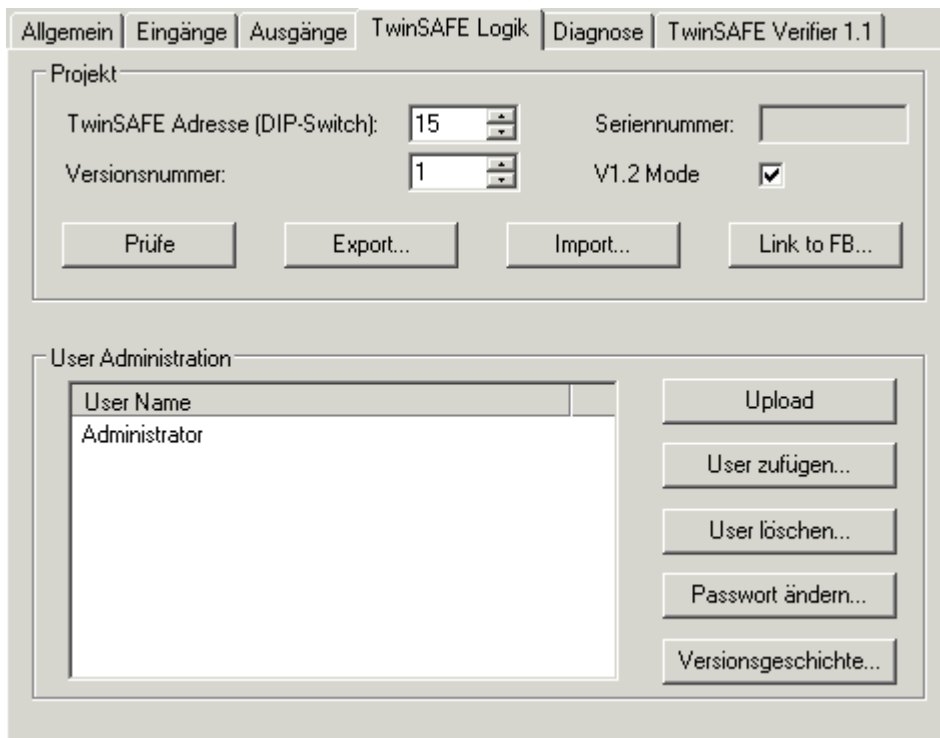 Allgemein Eingänge Ausgänge TwinSAFE Logik Diagnose TwinSAFE Verifier 1.1
Projekt
TwinSAFE Adresse (DIP-Switch): 15 Seriennummer:
Versionsnummer: 1 V1.2 Mode
Prüfe Export... Import... Link to FB...
User Administration
User Name
Administrator
Upload
User zufügen...
User löschen...
Passwort ändern...
Versionsgeschichte...